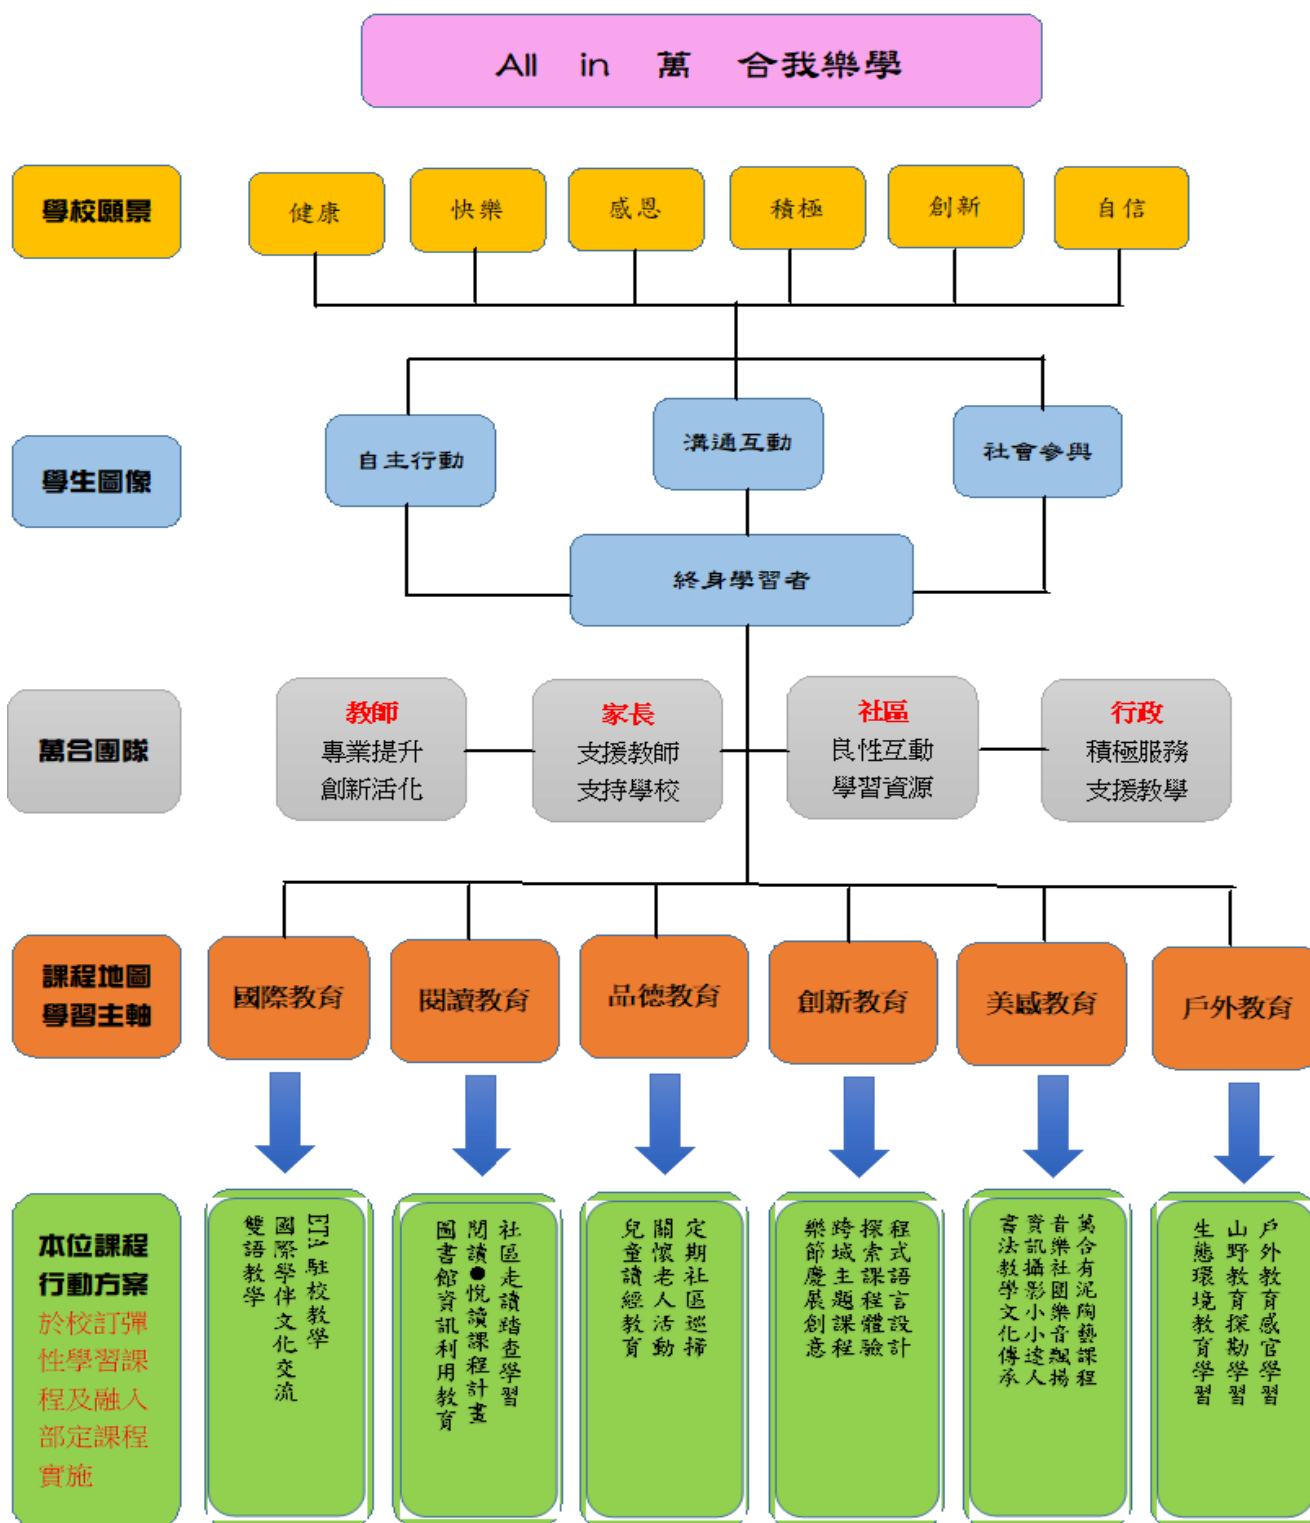 All in 萬 合我樂學
學校願景
健康
快樂
感恩
積極
創新
自信
學生圖像
自主行動
溝通互動
社會參與
終身學習者
萬合團隊
教師
專業提升
創新活化
家長
支援教師
支持學校
社區
良性互動
學習資源
行政
積極服務
支援教學
課程地圖
學習主軸
國際教育
閱讀教育
品德教育
創新教育
美感教育
戶外教育
本位課程
行動方案
於校訂彈
性學習課
程及融入
部定課程
實施
ETA 駐校教學
國際學伴文化交流
雙語教學
社區走讀踏查學習
閱讀●悅讀課程計畫
圖書館資訊利用教育
定期社區巡掃
關懷老人活動
兒童讀經教育
程式語言設計
探索課程體驗
跨域主題課程
樂節慶展創意
萬合有泥陶藝課程
音樂社團樂音飄揚
資訊攝影小小達人
書法教學文化傳承
戶外教育感官學習
山野教育探勘學習
生態環境教育學習